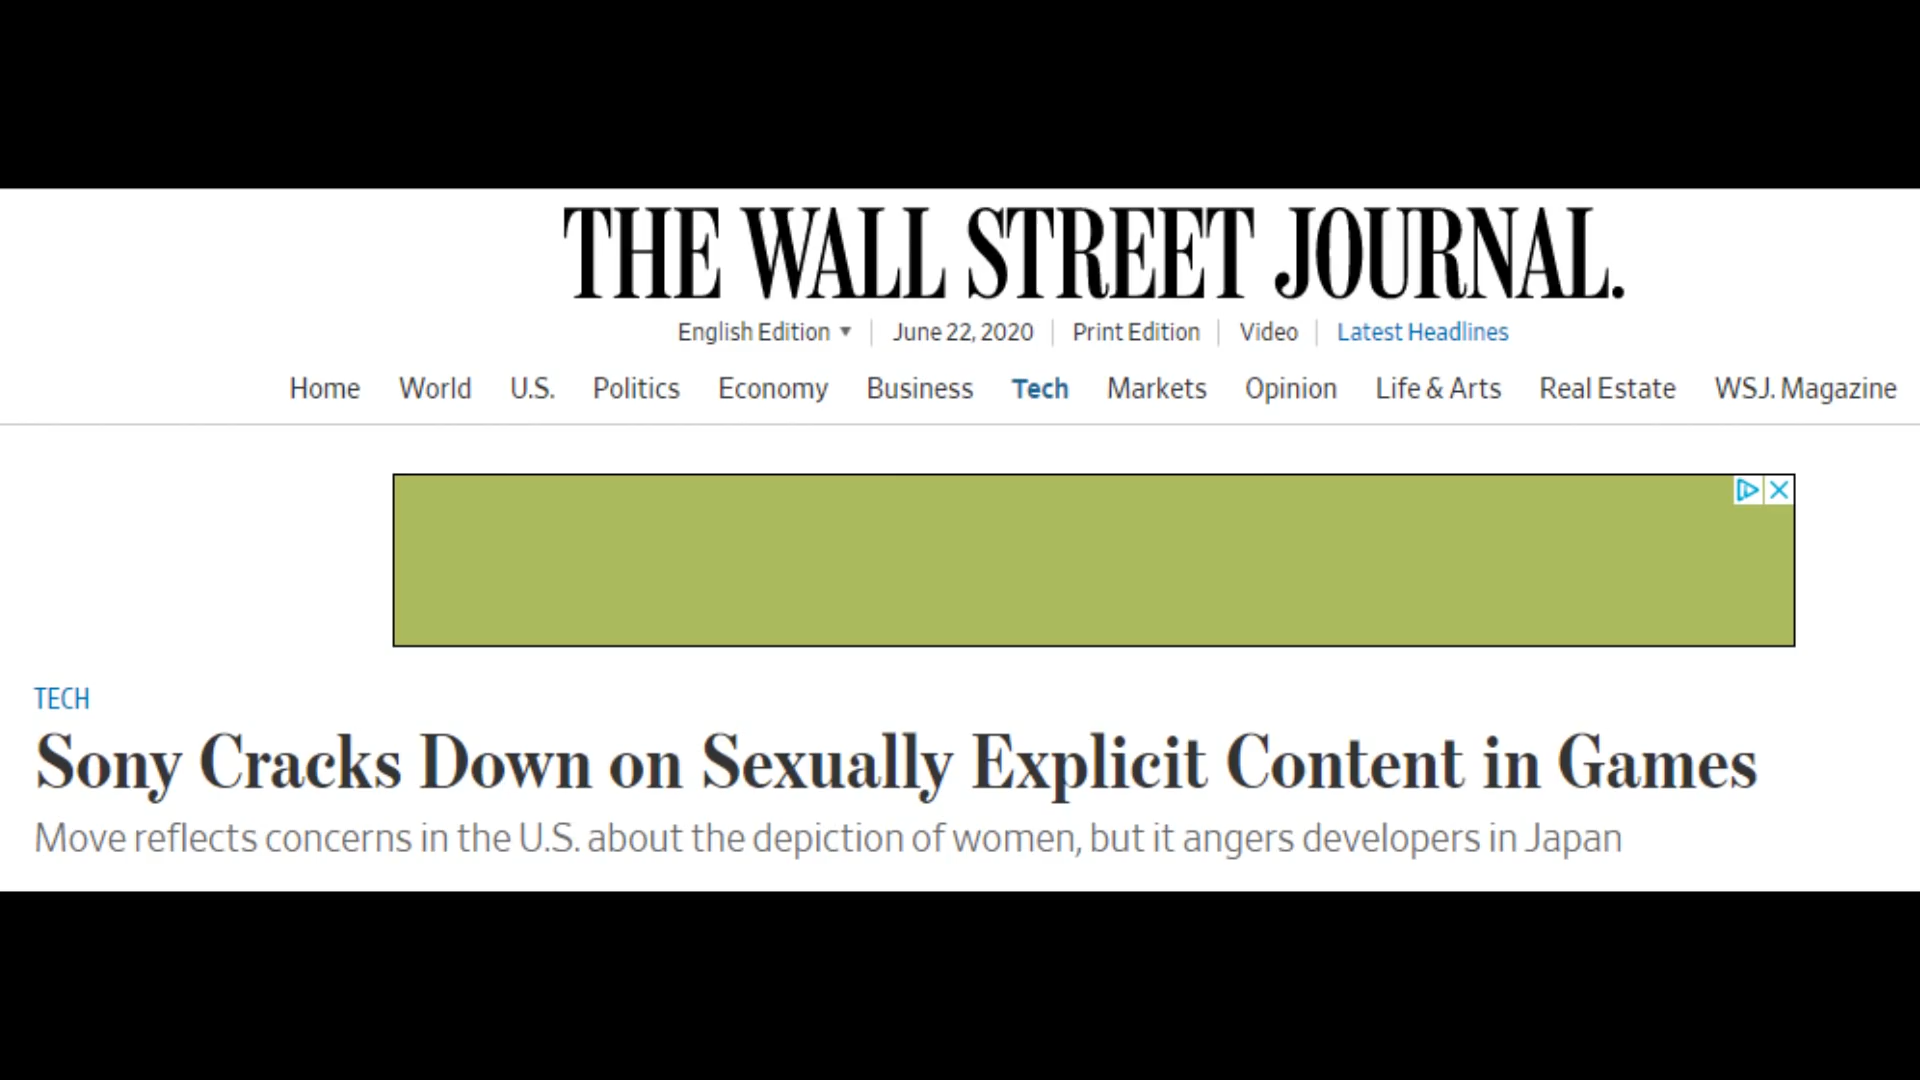 THE WALL STREET JOURNAL.
English Edition ▼ | June 22, 2020 | Print Edition | Video | Latest Headlines
Home World U.S. Politics Economy Business Tech Markets Opinion Life & Arts Real Estate WSJ. Magazine
TECH
Sony Cracks Down on Sexually Explicit Content in Games
Move reflects concerns in the U.S. about the depiction of women, but it angers developers in Japan